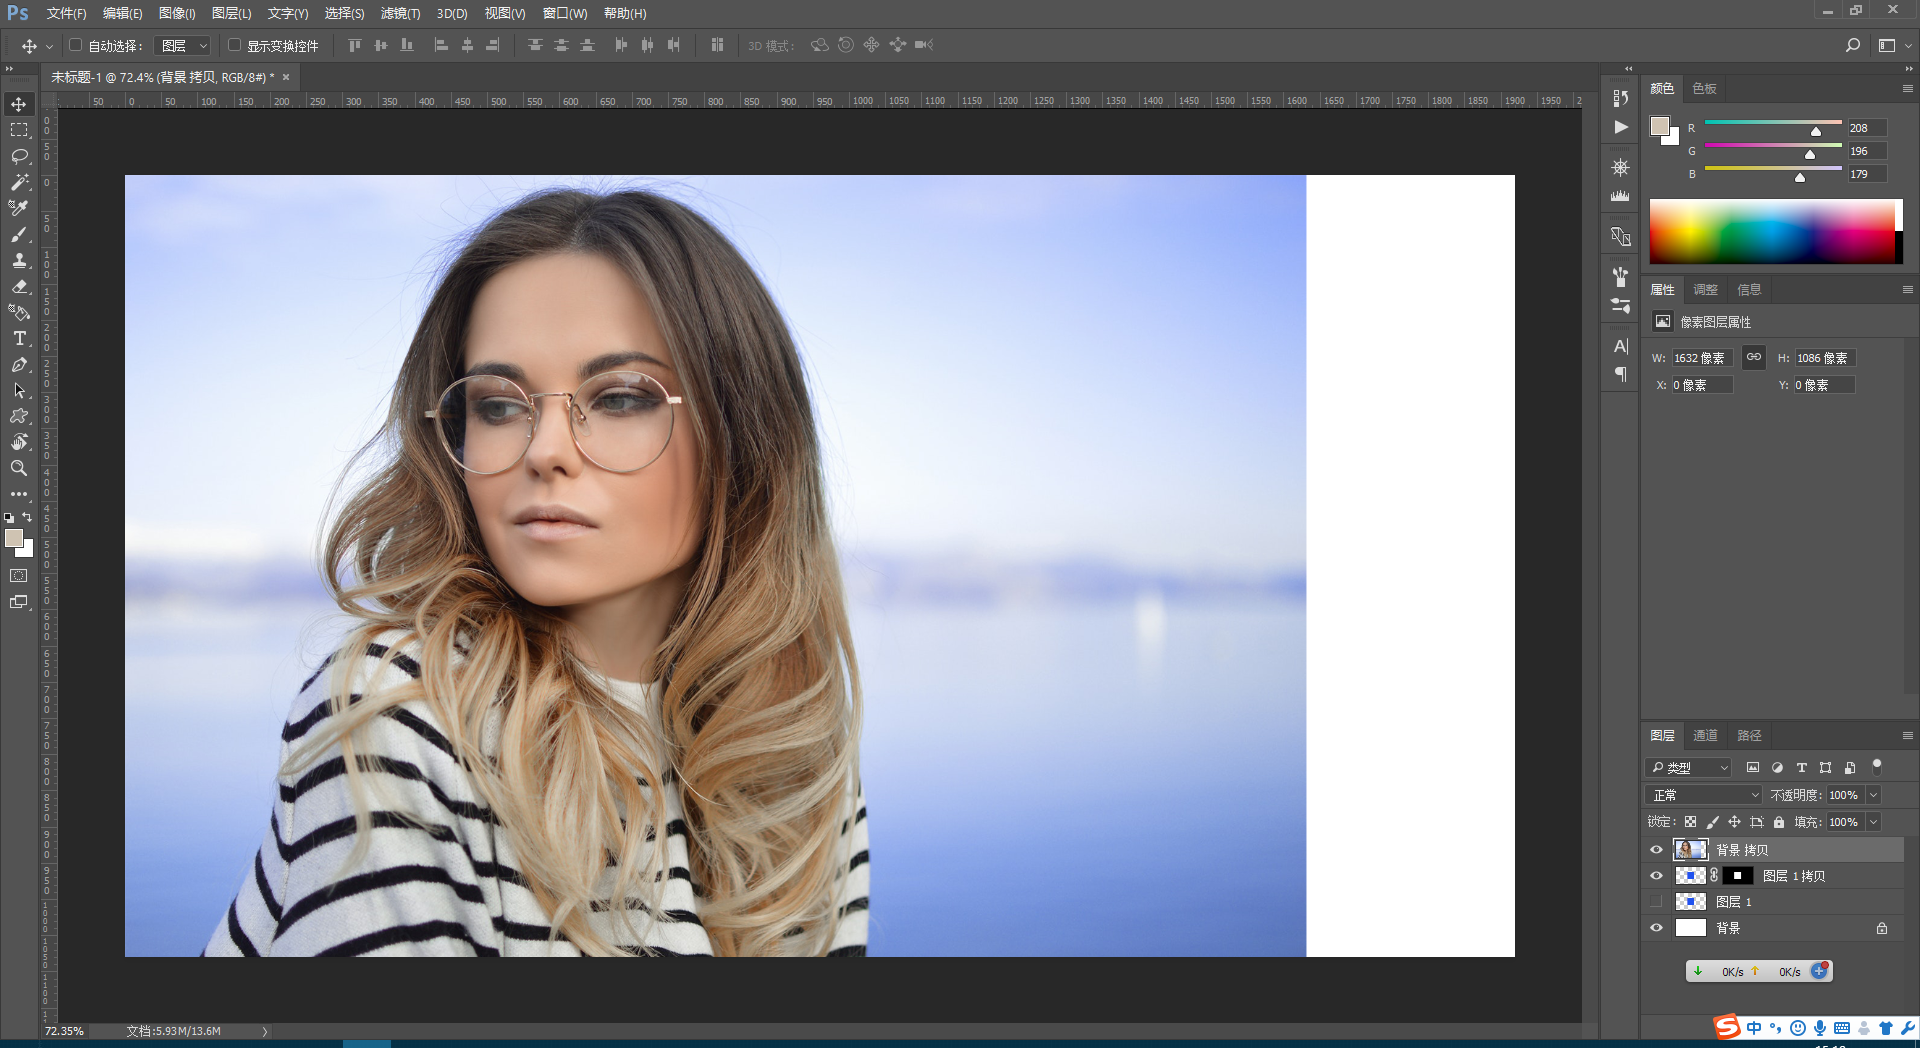 Ps 文件(F) 编辑(E) 图像(I) 图层(L) 文字(Y) 选择(S) 滤镜(T) 3D(D) 视图(V) 窗口(W) 帮助(H)
自动选择： 图层 显示变换控件 3D 模式：
未标题-1 @ 72.4% (背景 拷贝, RGB/8#) * ×
50 0 50 100 150 200 250 300 350 400 450 500 550 600 650 700 750 800 850 900 950 1000 1050 1100 1150 1200 1250 1300 1350 1400 1450 1500 1550 1600 1650 1700 1750 1800 1850 1900 1950 2
颜色 色板
R 208
G 196
B 179
属性 调整 信息
像素图层属性
W: 1632 像素 H: 1086 像素
X: 0 像素 Y: 0 像素
图层 通道 路径
类型
正常 不透明度: 100%
锁定: 填充: 100%
背景 拷贝
图层 1 拷贝
图层 1
背景
0K/s 0K/s
72.35% 文档:5.93M/13.6M
S 中